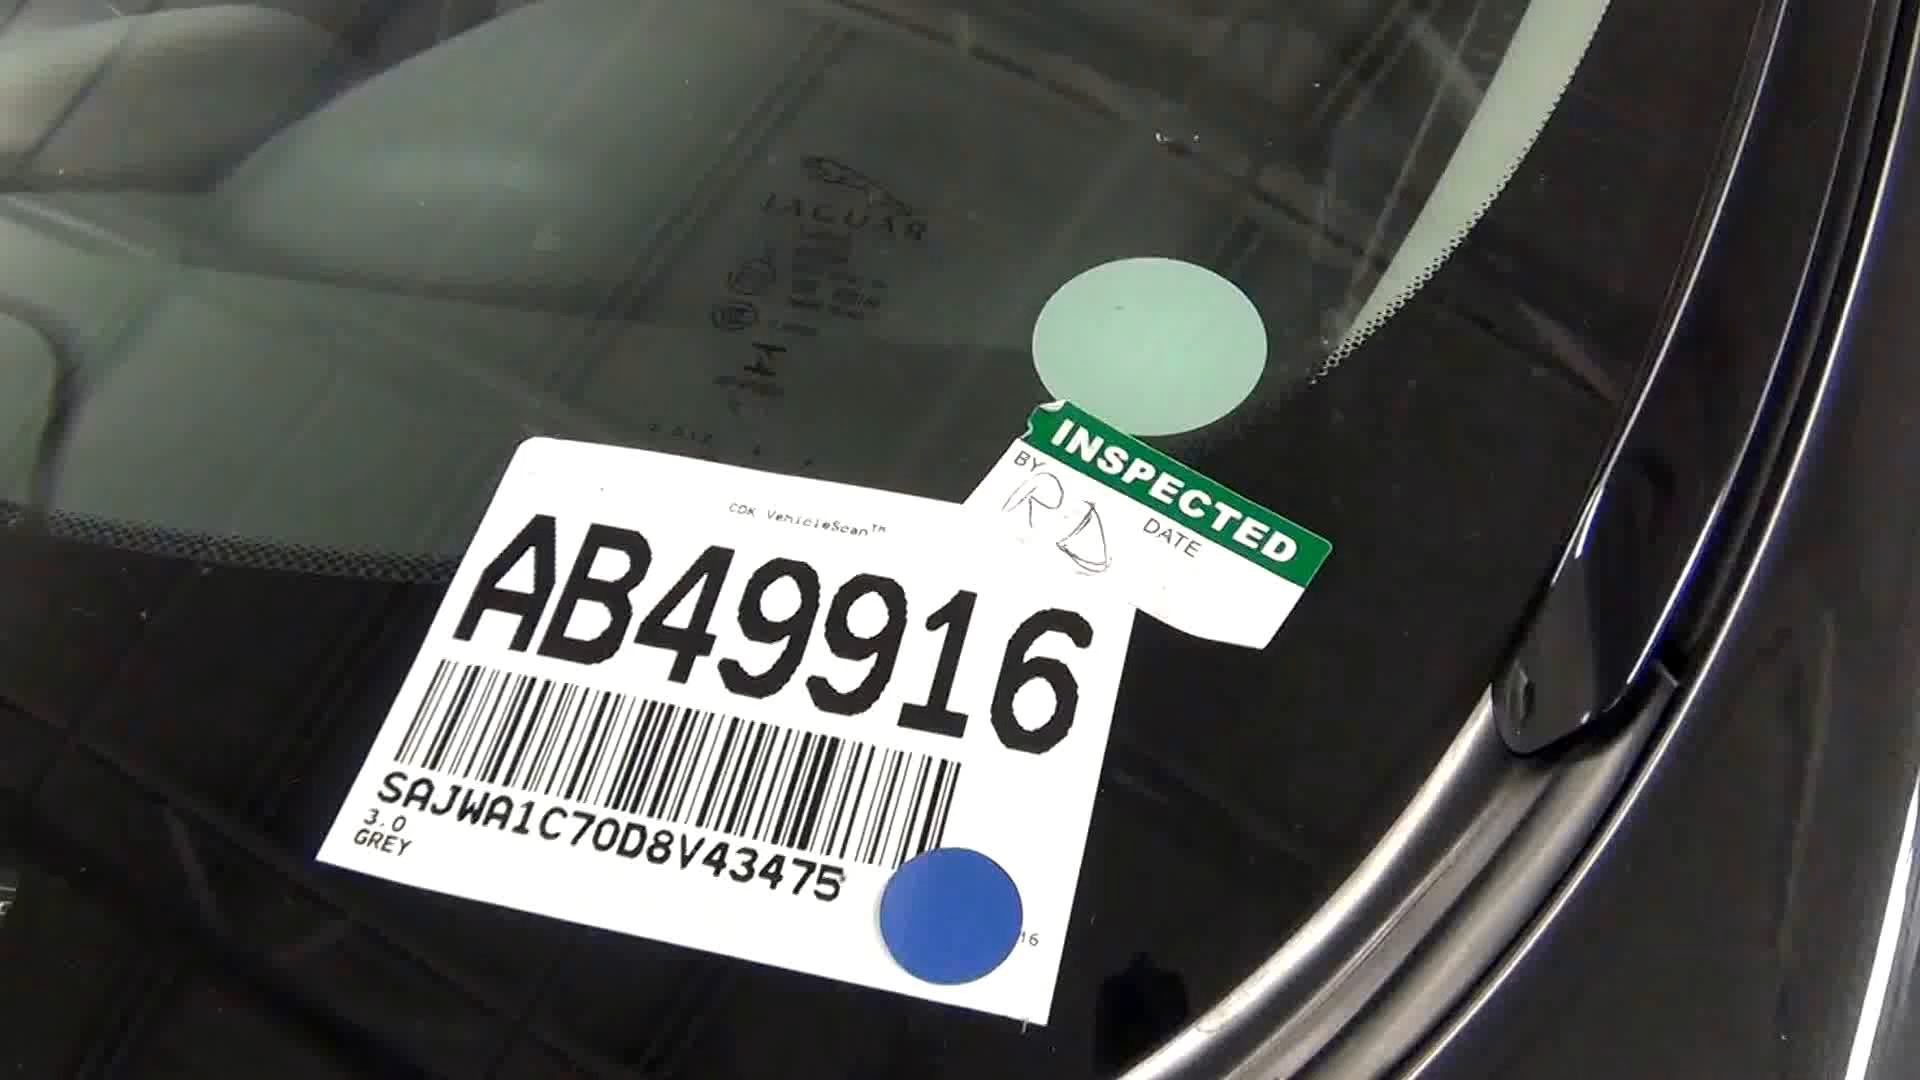 JAGUAR
INSPECTED
BY
RD
DATE
CDK VehicleScan™
AB49916
SAJWA1C70D8V43475
3.0
GREY
16